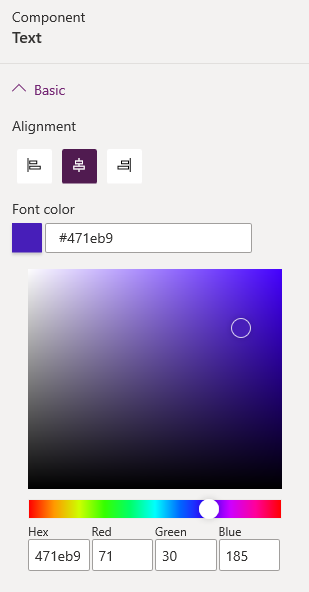 Component
Text
Basic
Alignment
Font color
#471eb9
Hex Red Green Blue
471eb9 71 30 185